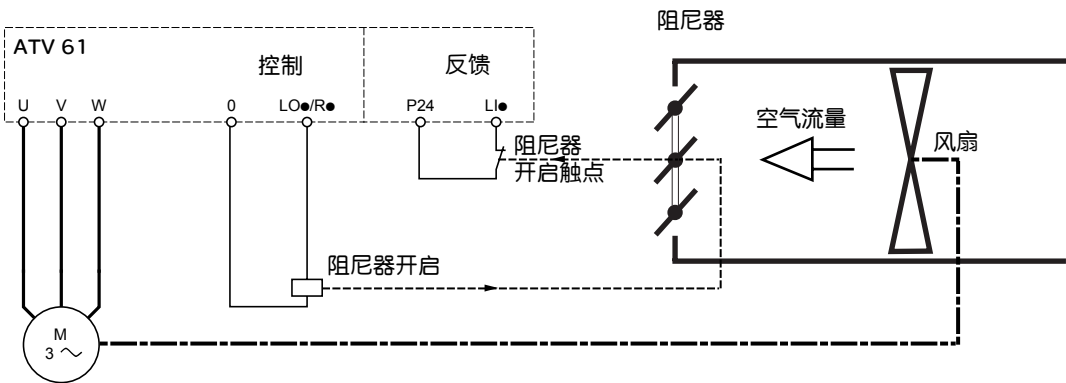 阻尼器
ATV 61
控制
反馈
U V W 0 LO●/R● P24 LI●
阻尼器
开启触点
空气流量
风扇
阻尼器开启
M
3